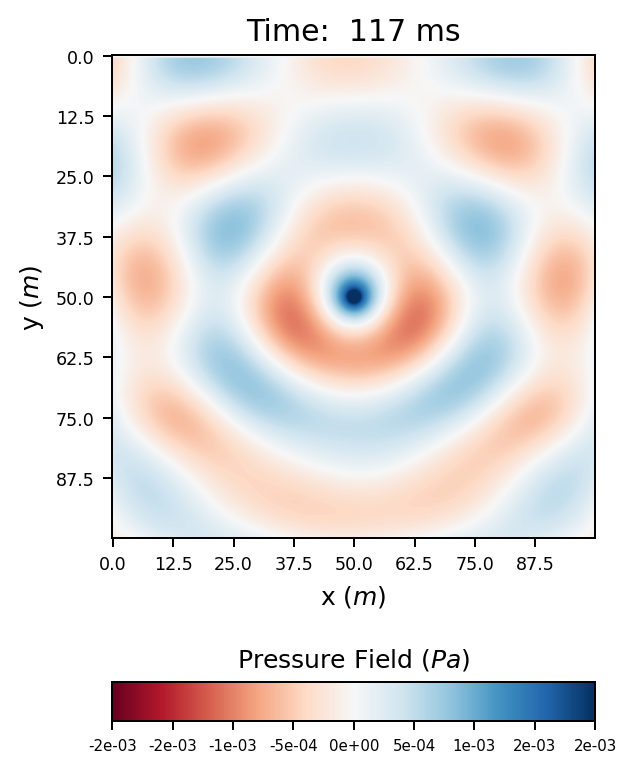 Time:  117 ms
0.0
12.5
25.0
37.5
50.0
62.5
75.0
87.5
y (m)
0.0 12.5 25.0 37.5 50.0 62.5 75.0 87.5
x (m)
Pressure Field (Pa)
-2e-03 -2e-03 -1e-03 -5e-04 0e+00 5e-04 1e-03 2e-03 2e-03